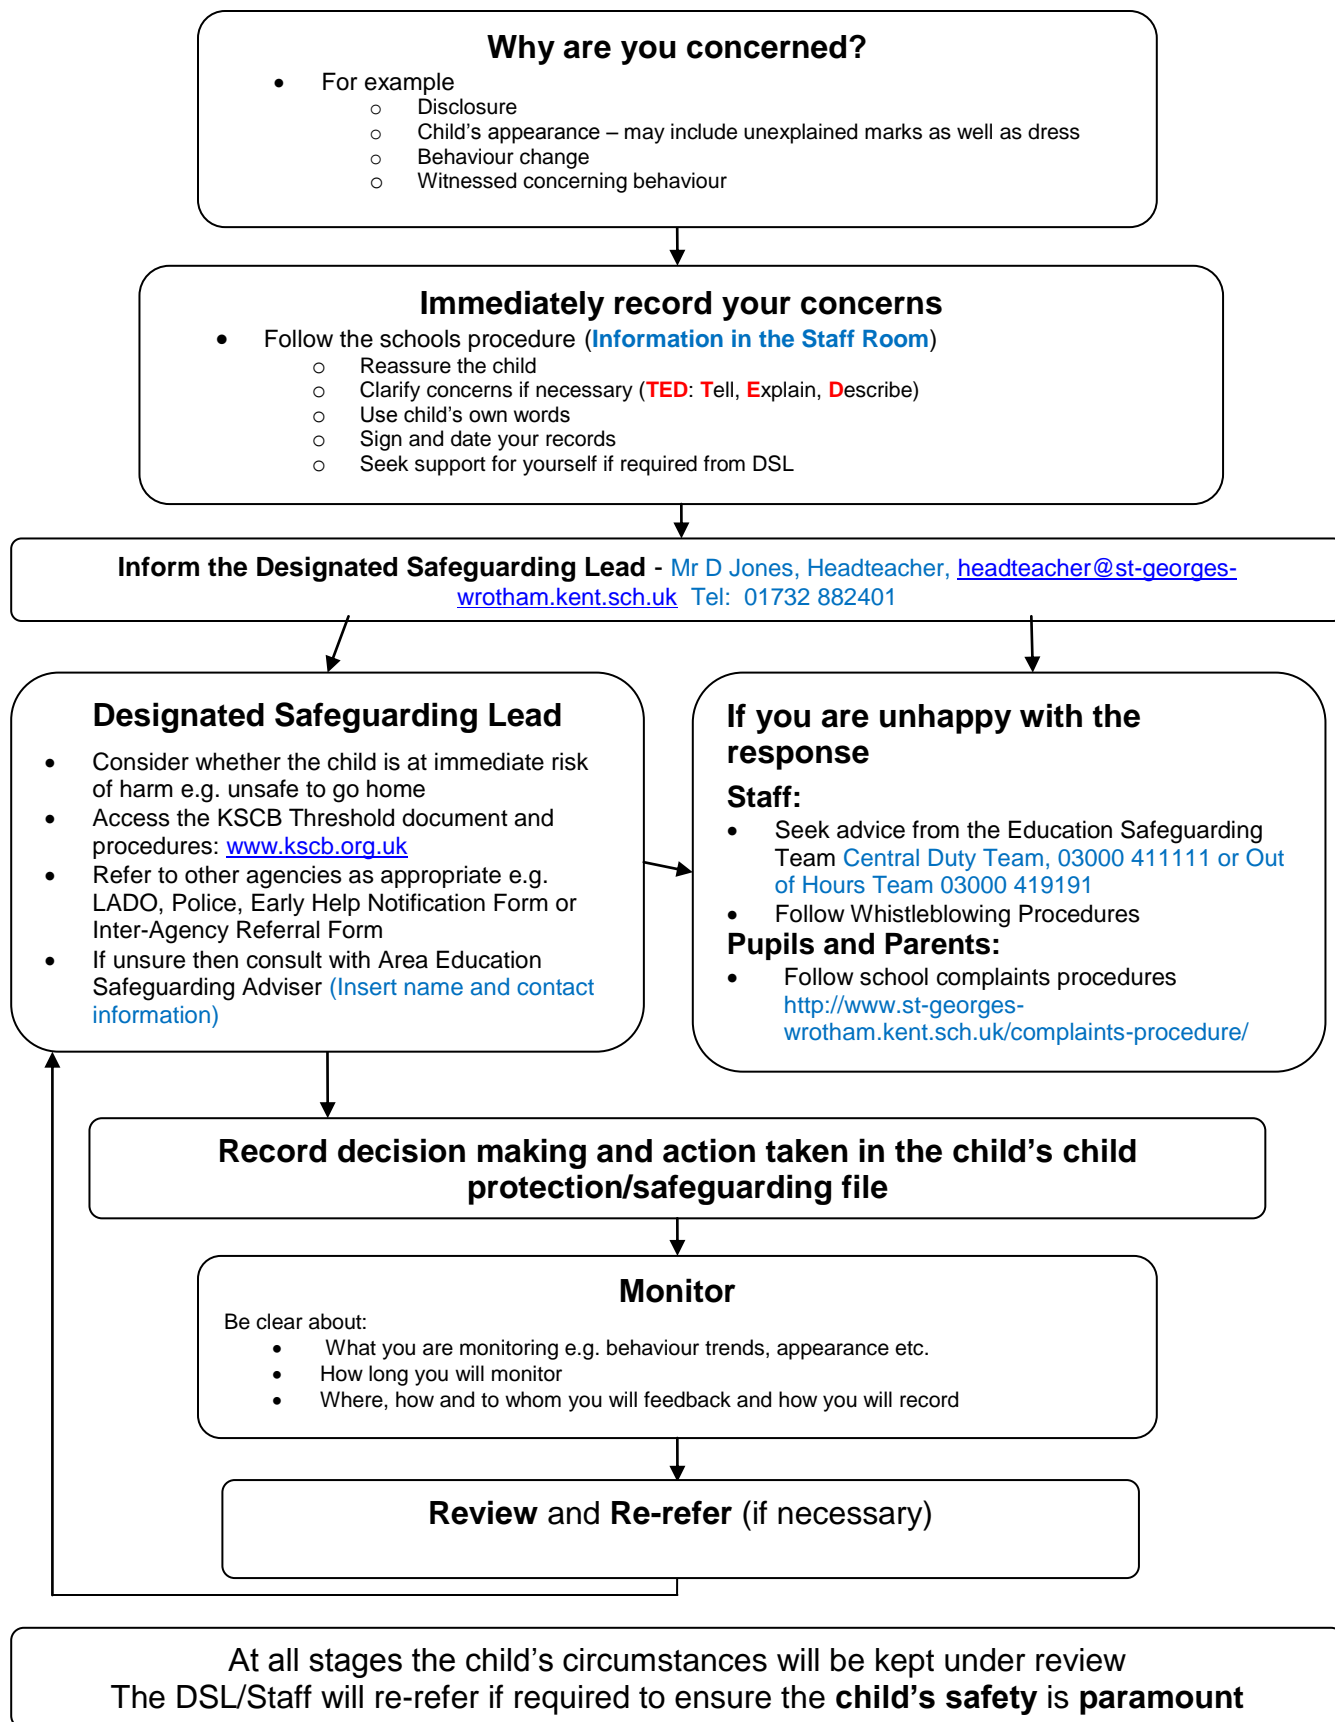 Why are you concerned?
• For example
o Disclosure
o Child’s appearance – may include unexplained marks as well as dress
o Behaviour change
o Witnessed concerning behaviour
Immediately record your concerns
• Follow the schools procedure (Information in the Staff Room)
o Reassure the child
o Clarify concerns if necessary (TED: Tell, Explain, Describe)
o Use child’s own words
o Sign and date your records
o Seek support for yourself if required from DSL
Inform the Designated Safeguarding Lead - Mr D Jones, Headteacher, headteacher@st-georges-
wrotham.kent.sch.uk Tel: 01732 882401
Designated Safeguarding Lead
• Consider whether the child is at immediate risk
of harm e.g. unsafe to go home
• Access the KSCB Threshold document and
procedures: www.kscb.org.uk
• Refer to other agencies as appropriate e.g.
LADO, Police, Early Help Notification Form or
Inter-Agency Referral Form
• If unsure then consult with Area Education
Safeguarding Adviser (Insert name and contact
information)
If you are unhappy with the
response
Staff:
• Seek advice from the Education Safeguarding
Team Central Duty Team, 03000 411111 or Out
of Hours Team 03000 419191
• Follow Whistleblowing Procedures
Pupils and Parents:
• Follow school complaints procedures
http://www.st-georges-
wrotham.kent.sch.uk/complaints-procedure/
Record decision making and action taken in the child’s child
protection/safeguarding file
Monitor
Be clear about:
• What you are monitoring e.g. behaviour trends, appearance etc.
• How long you will monitor
• Where, how and to whom you will feedback and how you will record
Review and Re-refer (if necessary)
At all stages the child’s circumstances will be kept under review
The DSL/Staff will re-refer if required to ensure the child’s safety is paramount